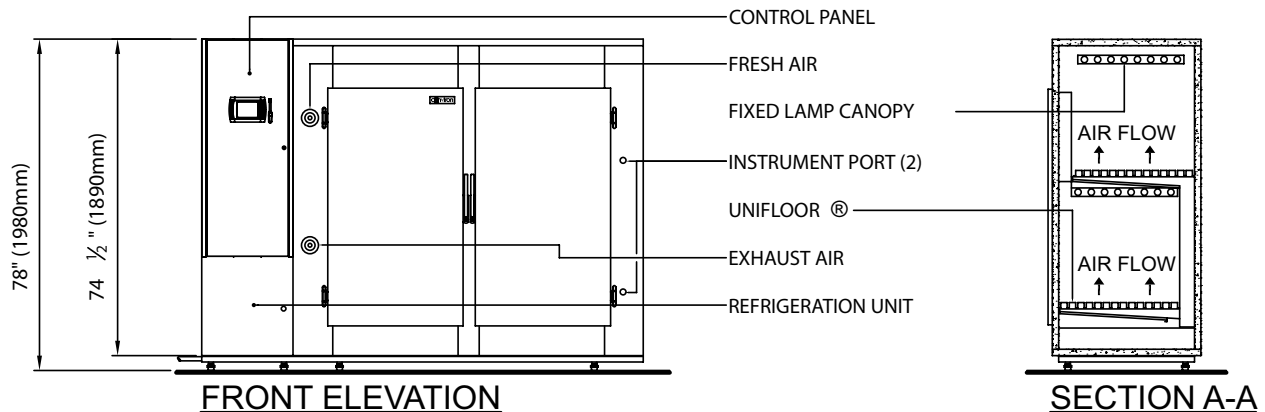 CONTROL PANEL
FRESH AIR
FIXED LAMP CANOPY
AIR FLOW
INSTRUMENT PORT (2)
UNIFLOOR ®
EXHAUST AIR
AIR FLOW
REFRIGERATION UNIT
78" (1980mm)
74 ½ " (1890mm)
FRONT ELEVATION
SECTION A-A